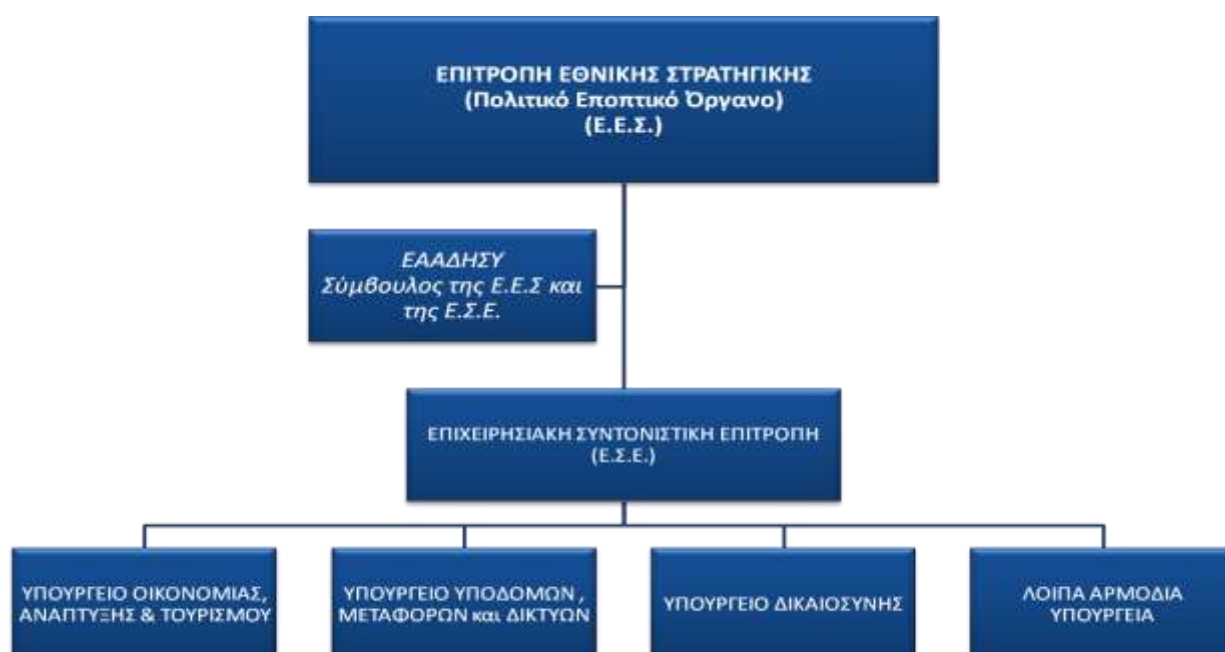 ΕΠΙΤΡΟΠΗ ΕΘΝΙΚΗΣ ΣΤΡΑΤΗΓΙΚΗΣ
(Πολιτικό Εποπτικό Όργανο)
(Ε.Ε.Σ.)
ΕΑΑΔΗΣΥ
Σύμβουλος της Ε.Ε.Σ και
της Ε.Σ.Ε.
ΕΠΙΧΕΙΡΗΣΙΑΚΗ ΣΥΝΤΟΝΙΣΤΙΚΗ ΕΠΙΤΡΟΠΗ
(Ε.Σ.Ε.)
ΥΠΟΥΡΓΕΙΟ ΟΙΚΟΝΟΜΙΑΣ,
ΑΝΑΠΤΥΞΗΣ & ΤΟΥΡΙΣΜΟΥ
ΥΠΟΥΡΓΕΙΟ ΥΠΟΔΟΜΩΝ ,
ΜΕΤΑΦΟΡΩΝ και ΔΙΚΤΥΩΝ
ΥΠΟΥΡΓΕΙΟ ΔΙΚΑΙΟΣΥΝΗΣ
ΛΟΙΠΑ ΑΡΜΟΔΙΑ
ΥΠΟΥΡΓΕΙΑ